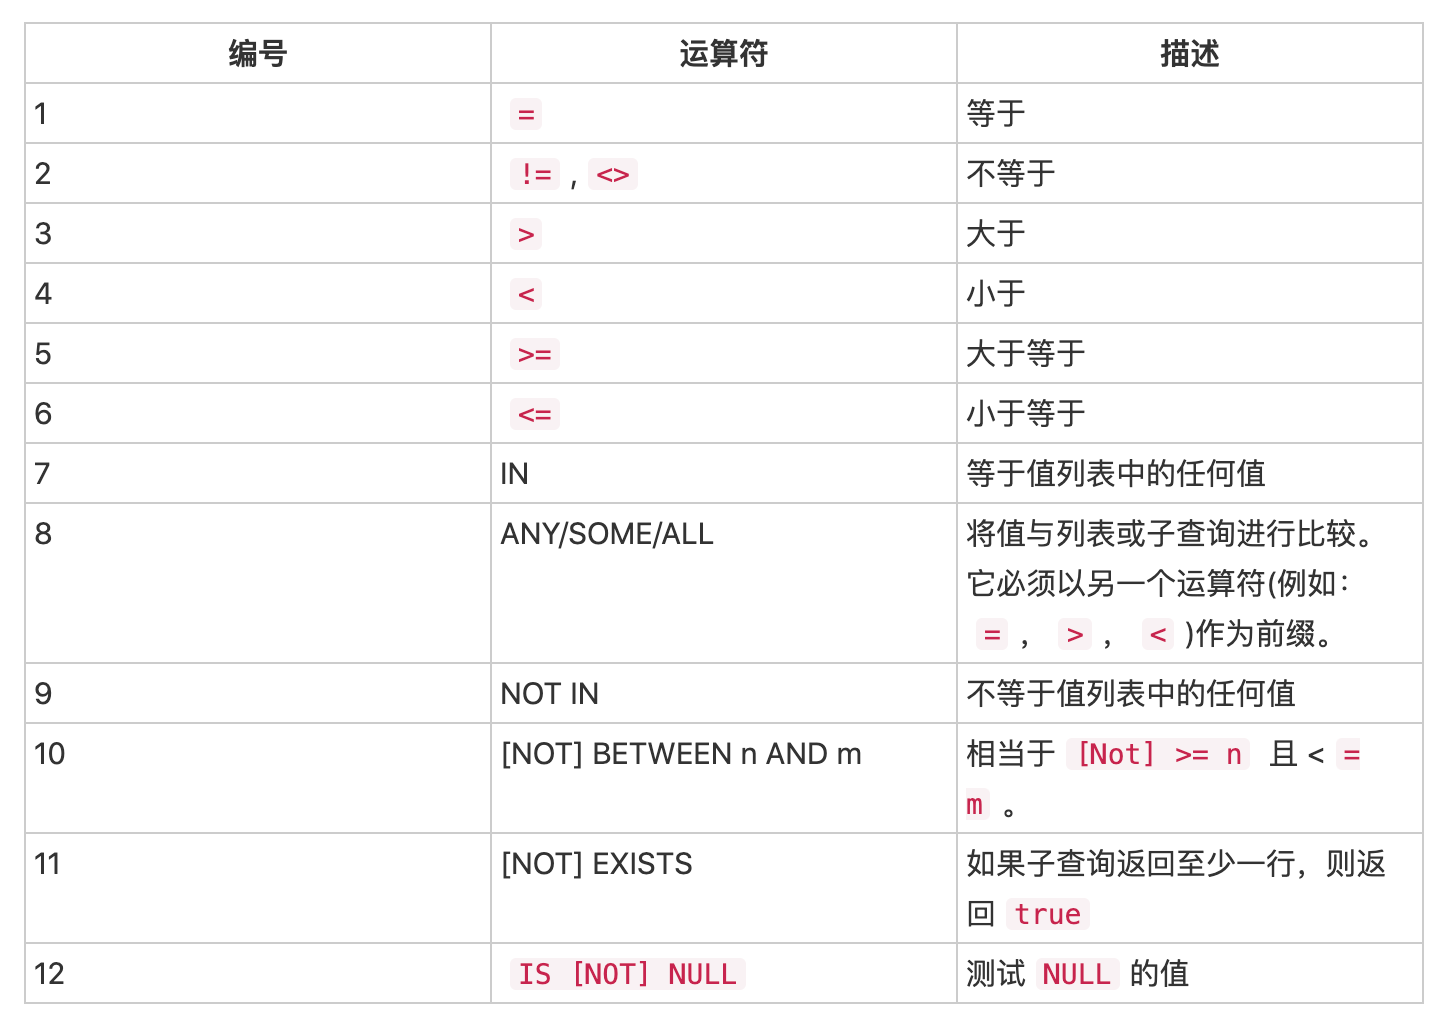 编号 运算符 描述
1 = 等于
2 != , <> 不等于
3 > 大于
4 < 小于
5 >= 大于等于
6 <= 小于等于
7 IN 等于值列表中的任何值
8 ANY/SOME/ALL 将值与列表或子查询进行比较。
它必须以另一个运算符(例如：
= ， > ， < )作为前缀。
9 NOT IN 不等于值列表中的任何值
10 [NOT] BETWEEN n AND m 相当于 [Not] >= n 且 < =
m 。
11 [NOT] EXISTS 如果子查询返回至少一行，则返
回 true
12 IS [NOT] NULL 测试 NULL 的值